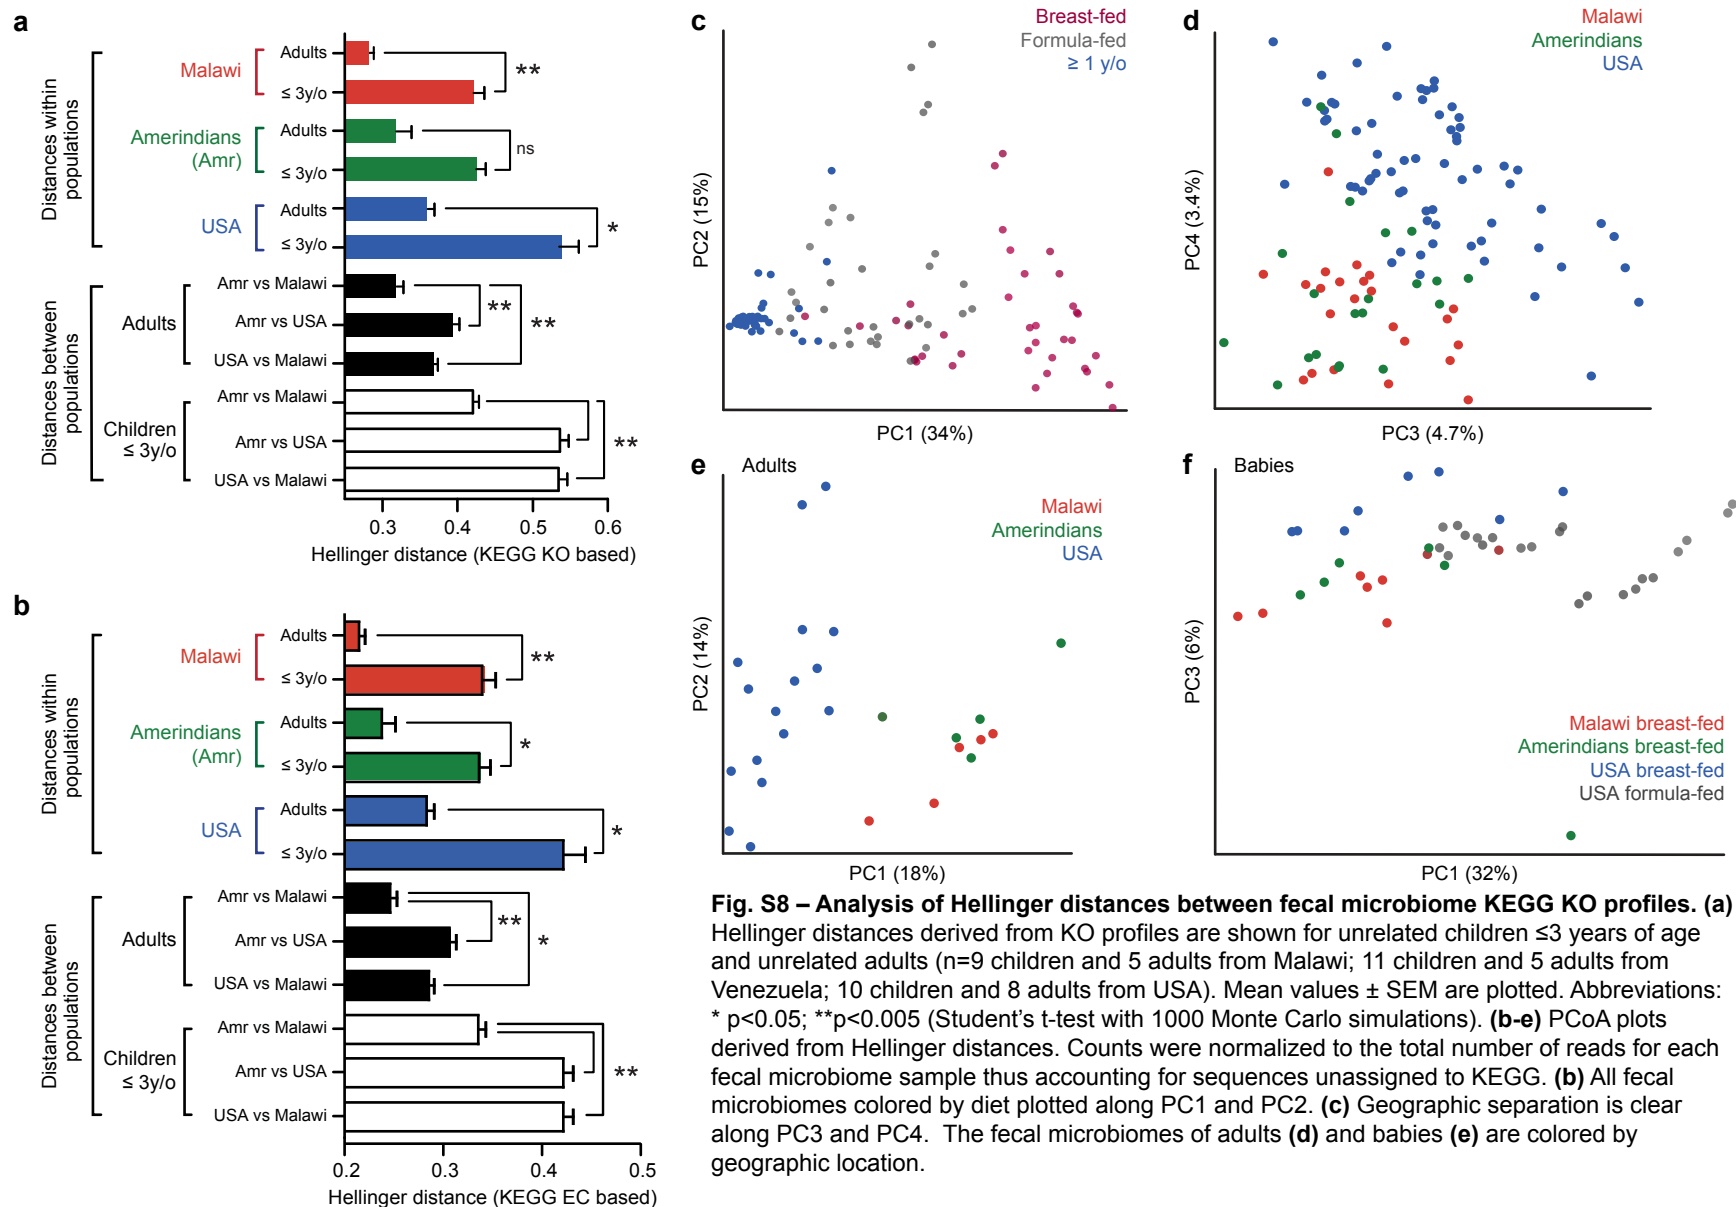 a
Distances within
populations
Malawi
Adults
≤ 3y/o
**
Amerindians
(Amr)
Adults
≤ 3y/o
ns
USA
Adults
≤ 3y/o
*
Distances between
populations
Adults
Amr vs Malawi
Amr vs USA
USA vs Malawi
**
**
Children
≤ 3y/o
Amr vs Malawi
Amr vs USA
USA vs Malawi
**
0.3 0.4 0.5 0.6
Hellinger distance (KEGG KO based)
b
Distances within
populations
Malawi
Adults
≤ 3y/o
**
Amerindians
(Amr)
Adults
≤ 3y/o
*
USA
Adults
≤ 3y/o
*
Distances between
populations
Adults
Amr vs Malawi
Amr vs USA
USA vs Malawi
**
*
Children
≤ 3y/o
Amr vs Malawi
Amr vs USA
USA vs Malawi
**
0.2 0.3 0.4 0.5
Hellinger distance (KEGG EC based)
c
Breast-fed
Formula-fed
≥ 1 y/o
PC2 (15%)
PC1 (34%)
d
Malawi
Amerindians
USA
PC4 (3.4%)
PC3 (4.7%)
e Adults
Malawi
Amerindians
USA
PC2 (14%)
PC1 (18%)
f Babies
PC3 (6%)
Malawi breast-fed
Amerindians breast-fed
USA breast-fed
USA formula-fed
PC1 (32%)
Fig. S8 – Analysis of Hellinger distances between fecal microbiome KEGG KO profiles. (a)
Hellinger distances derived from KO profiles are shown for unrelated children ≤3 years of age
and unrelated adults (n=9 children and 5 adults from Malawi; 11 children and 5 adults from
Venezuela; 10 children and 8 adults from USA). Mean values ± SEM are plotted. Abbreviations:
* p<0.05; **p<0.005 (Student's t-test with 1000 Monte Carlo simulations). (b-e) PCoA plots
derived from Hellinger distances. Counts were normalized to the total number of reads for each
fecal microbiome sample thus accounting for sequences unassigned to KEGG. (b) All fecal
microbiomes colored by diet plotted along PC1 and PC2. (c) Geographic separation is clear
along PC3 and PC4. The fecal microbiomes of adults (d) and babies (e) are colored by
geographic location.